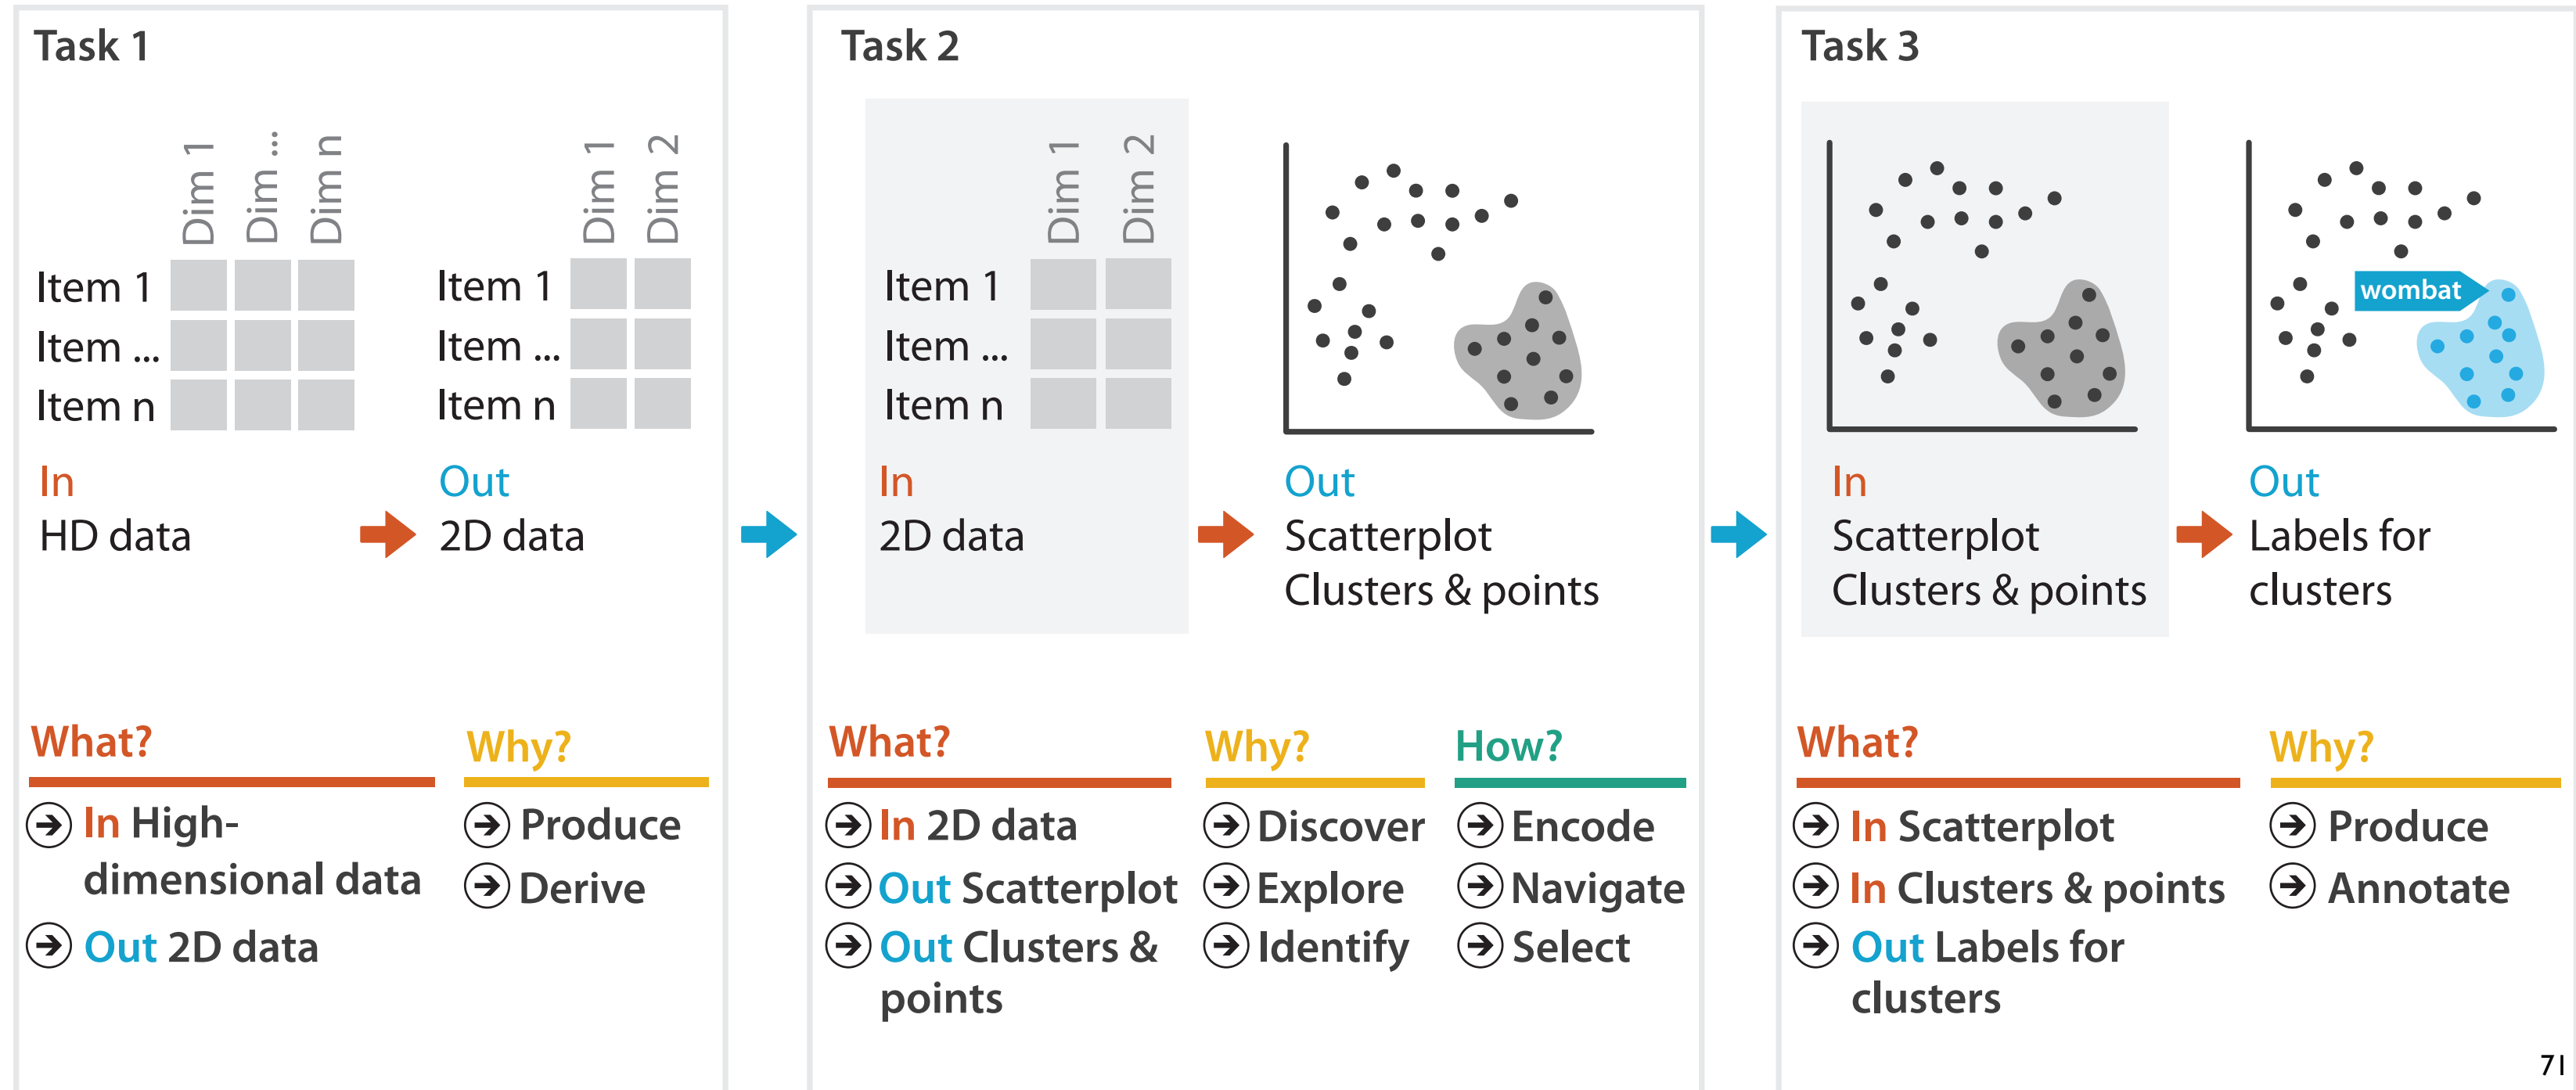 Task 1
Dim 1
Dim ...
Dim n
Dim 1
Dim 2
Item 1
Item ...
Item n
Item 1
Item ...
Item n
In
HD data
Out
2D data
What?
In High-
dimensional data
Out 2D data
Why?
Produce
Derive
Task 2
Dim 1
Dim 2
Item 1
Item ...
Item n
In
2D data
Out
Scatterplot
Clusters & points
What?
In 2D data
Out Scatterplot
Out Clusters &
points
Why?
Discover
Explore
Identify
How?
Encode
Navigate
Select
Task 3
wombat
In
Scatterplot
Clusters & points
Out
Labels for
clusters
What?
In Scatterplot
In Clusters & points
Out Labels for
clusters
Why?
Produce
Annotate
71